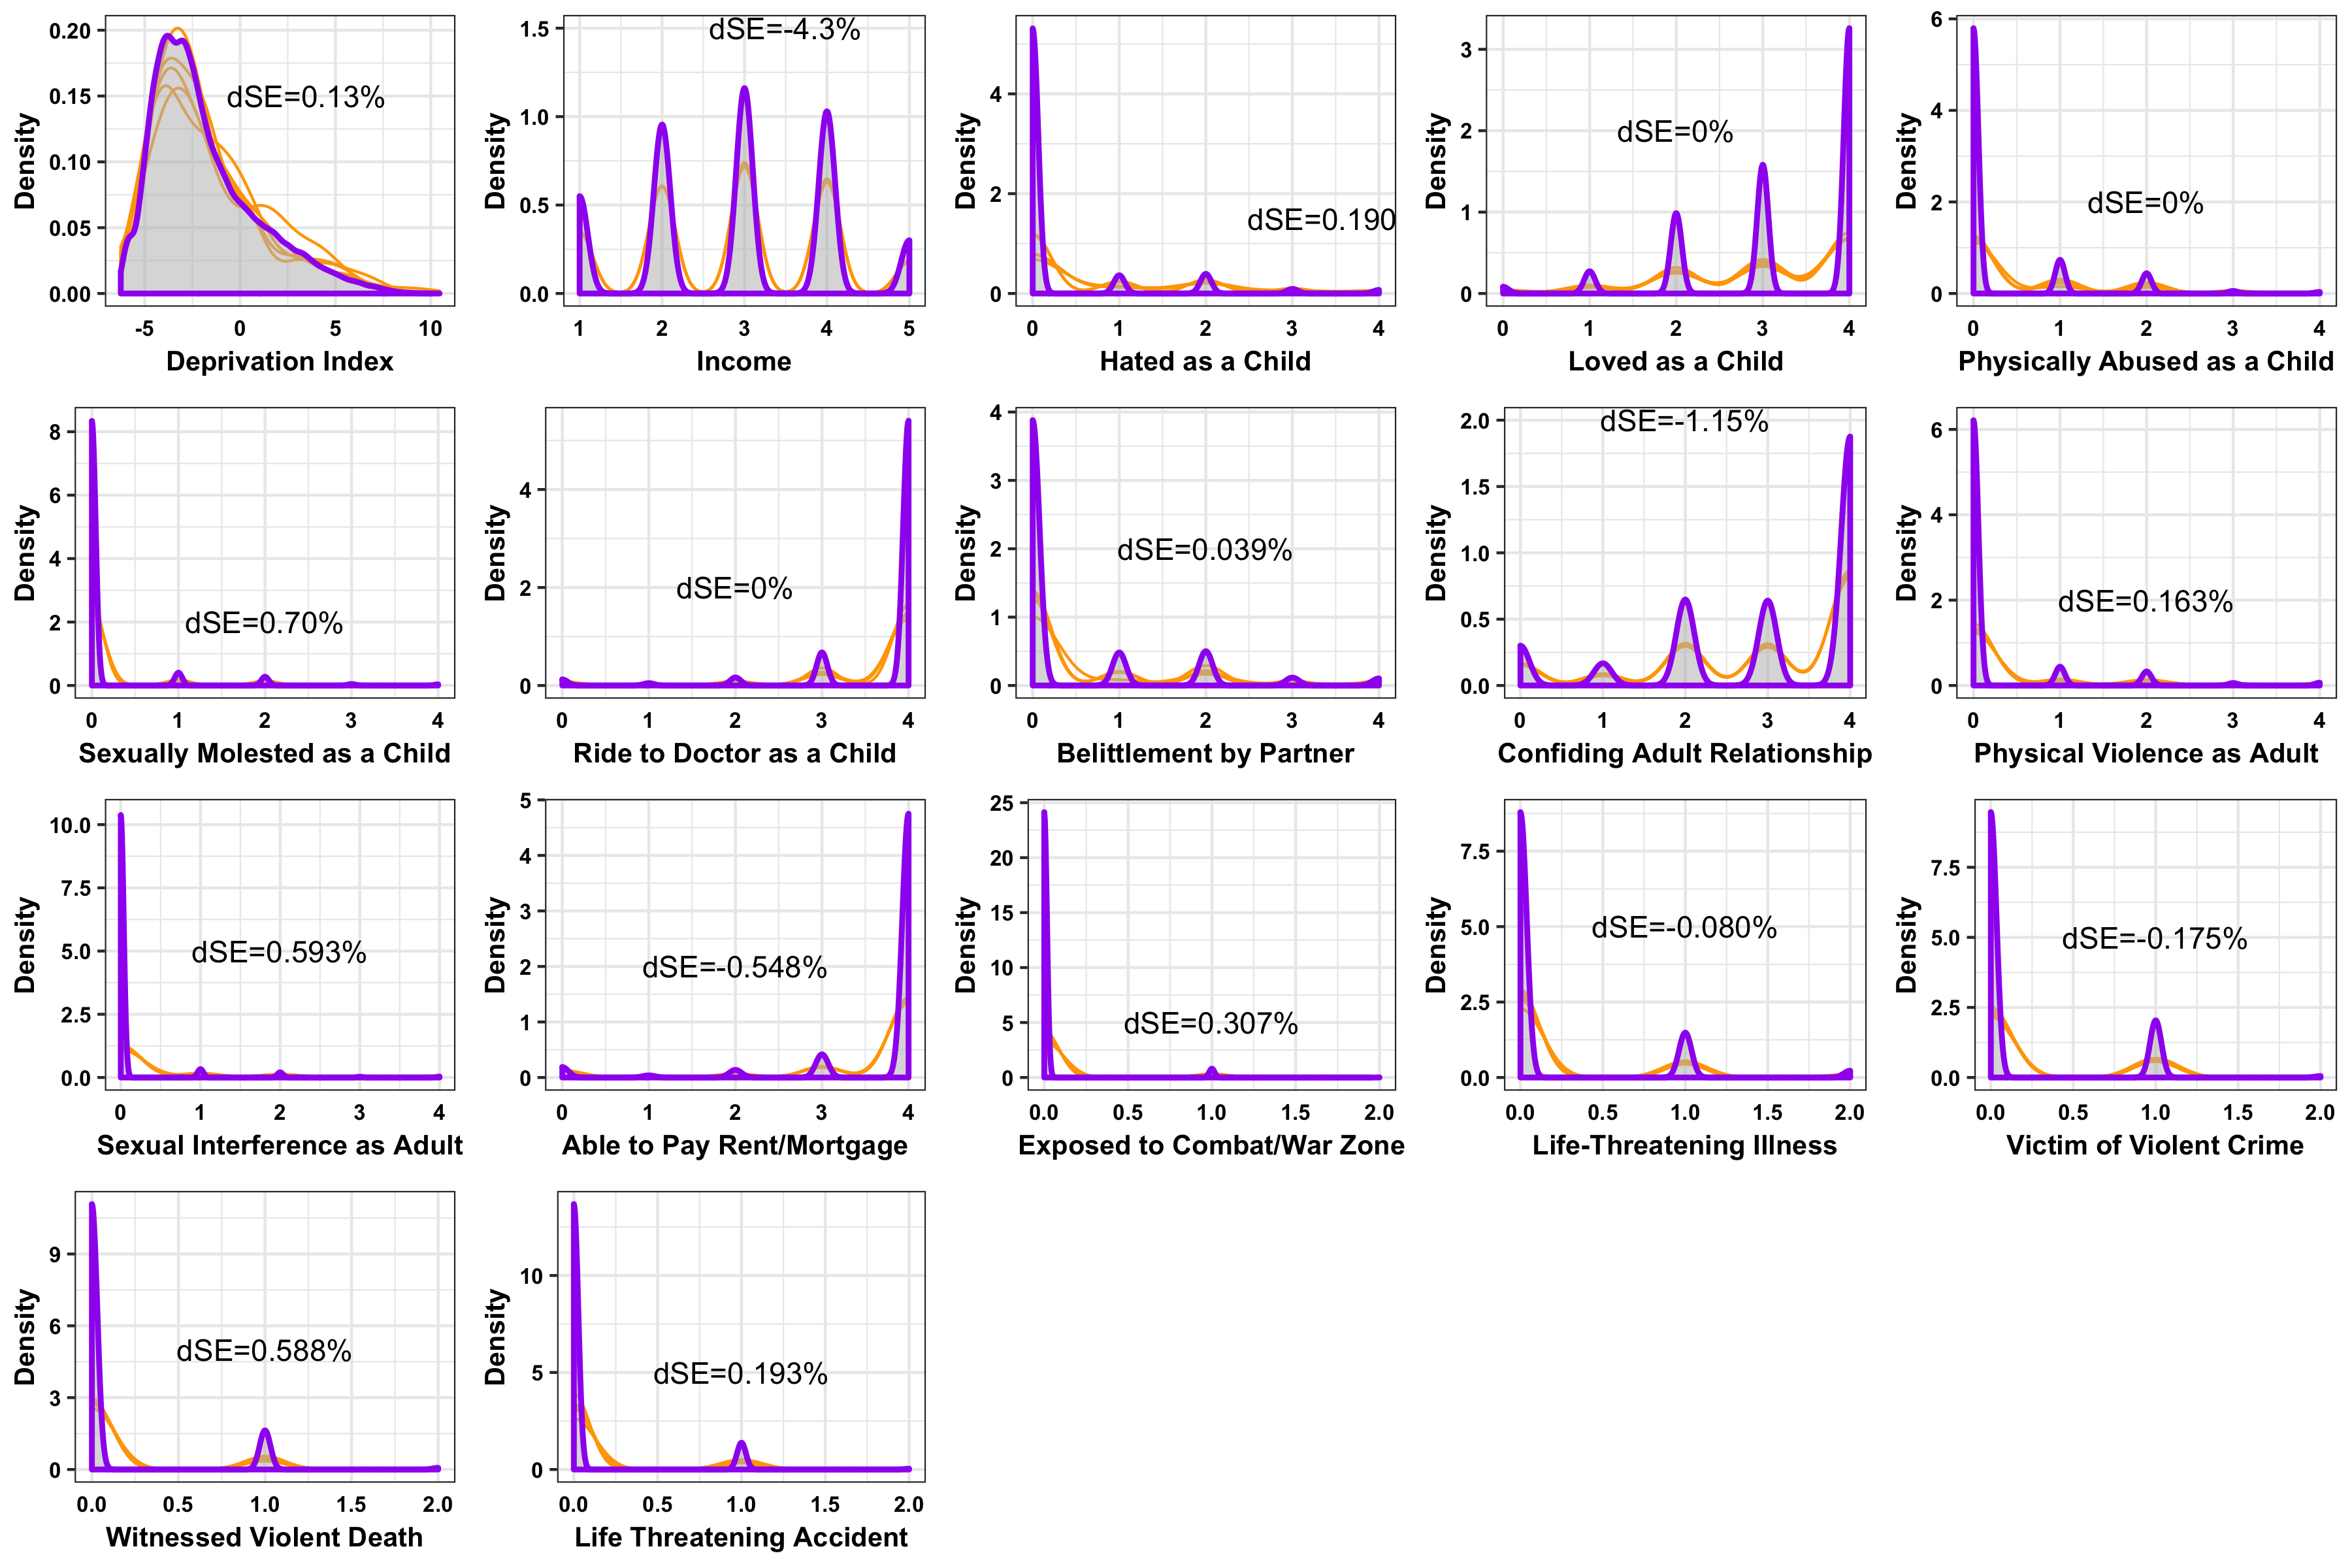 Density
0.20
0.15
0.10
0.05
0.00
dSE=0.13%
-5 0 5 10
Deprivation Index
Density
1.5
1.0
0.5
0.0
dSE=-4.3%
1 2 3 4 5
Income
Density
4
2
0
dSE=0.190
0 1 2 3 4
Hated as a Child
Density
3
2
1
0
dSE=0%
0 1 2 3 4
Loved as a Child
Density
6
4
2
0
dSE=0%
0 1 2 3 4
Physically Abused as a Child
Density
8
6
4
2
0
dSE=0.70%
0 1 2 3 4
Sexually Molested as a Child
Density
4
2
0
dSE=0%
0 1 2 3 4
Ride to Doctor as a Child
Density
4
3
2
1
0
dSE=0.039%
0 1 2 3 4
Belittlement by Partner
Density
2.0
1.5
1.0
0.5
0.0
dSE=-1.15%
0 1 2 3 4
Confiding Adult Relationship
Density
6
4
2
0
dSE=0.163%
0 1 2 3 4
Physical Violence as Adult
Density
10.0
7.5
5.0
2.5
0.0
dSE=0.593%
0 1 2 3 4
Sexual Interference as Adult
Density
5
4
3
2
1
0
dSE=-0.548%
0 1 2 3 4
Able to Pay Rent/Mortgage
Density
25
20
15
10
5
0
dSE=0.307%
0.0 0.5 1.0 1.5 2.0
Exposed to Combat/War Zone
Density
7.5
5.0
2.5
0.0
dSE=-0.080%
0.0 0.5 1.0 1.5 2.0
Life-Threatening Illness
Density
7.5
5.0
2.5
0.0
dSE=-0.175%
0.0 0.5 1.0 1.5 2.0
Victim of Violent Crime
Density
9
6
3
0
dSE=0.588%
0.0 0.5 1.0 1.5 2.0
Witnessed Violent Death
Density
10
5
0
dSE=0.193%
0.0 0.5 1.0 1.5 2.0
Life Threatening Accident